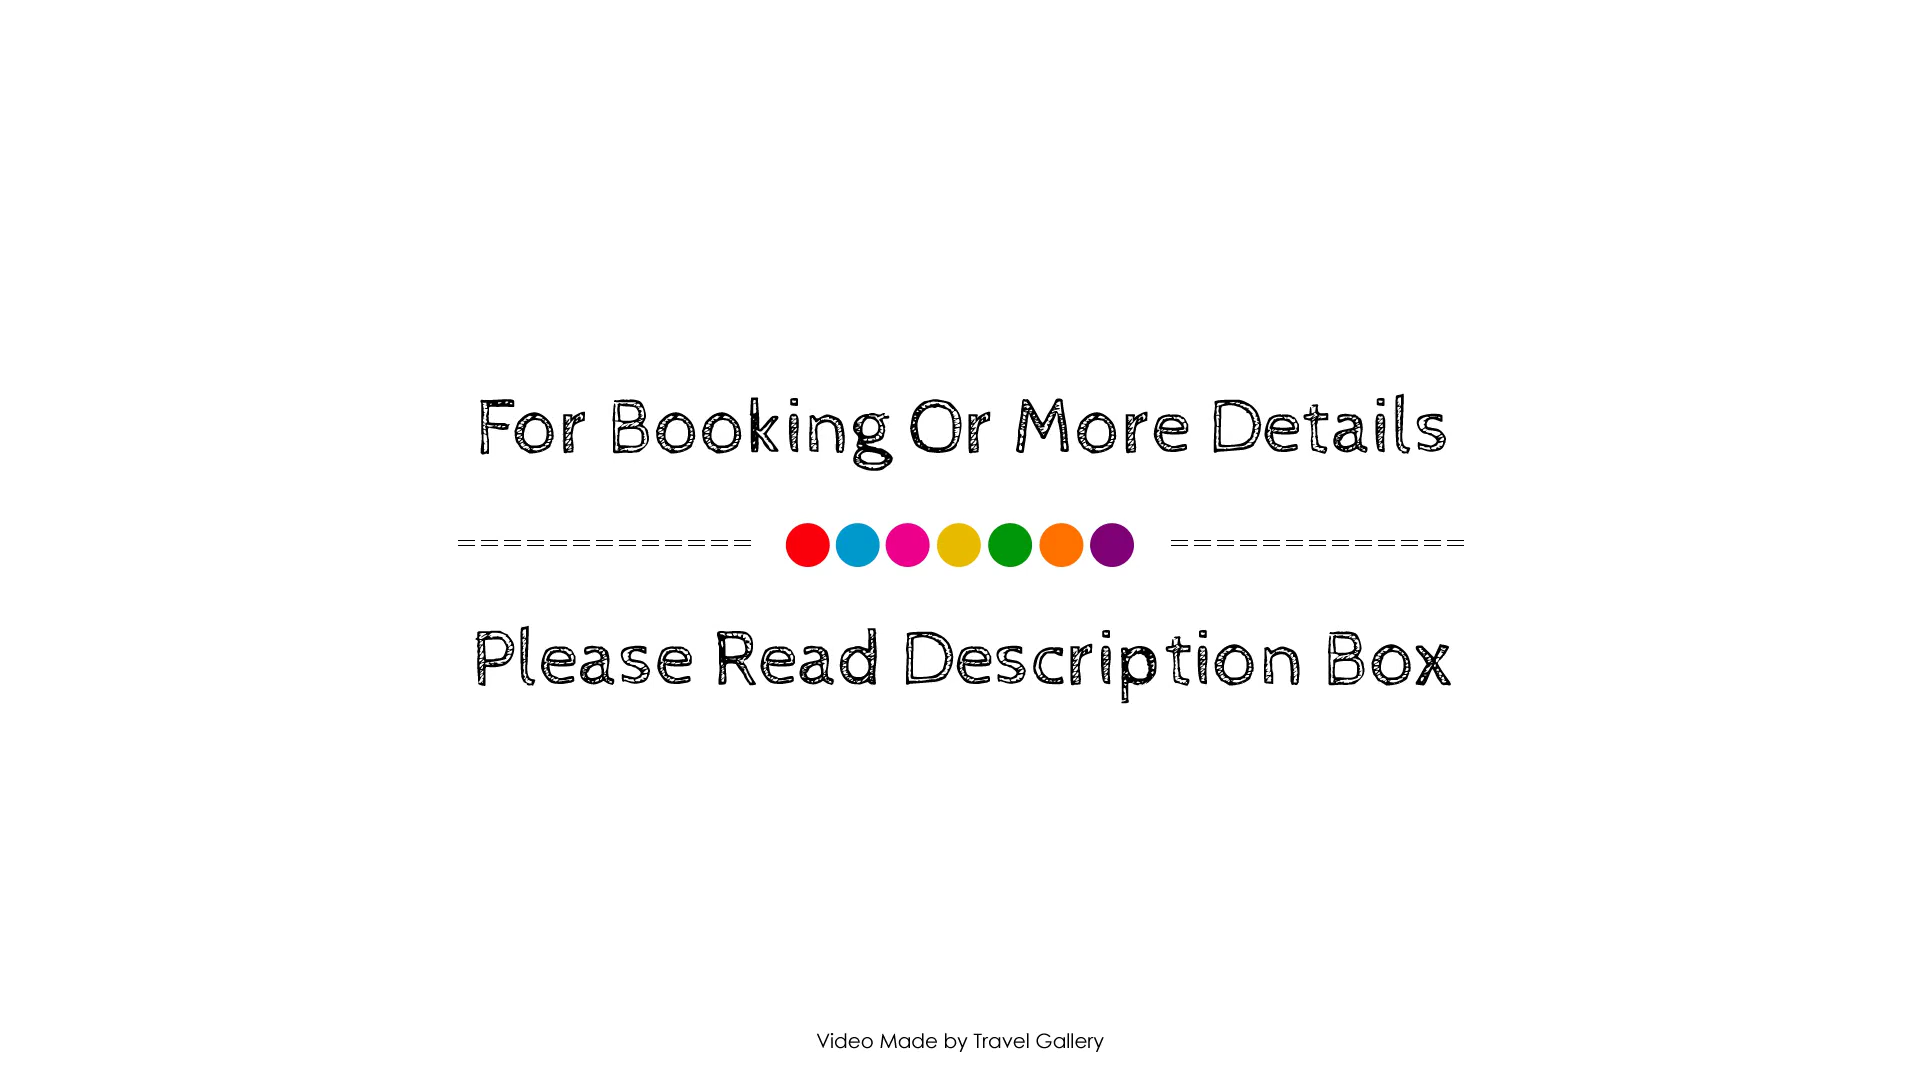 For Booking Or More Details
============= =============
Please Read Description Box
Video Made by Travel Gallery